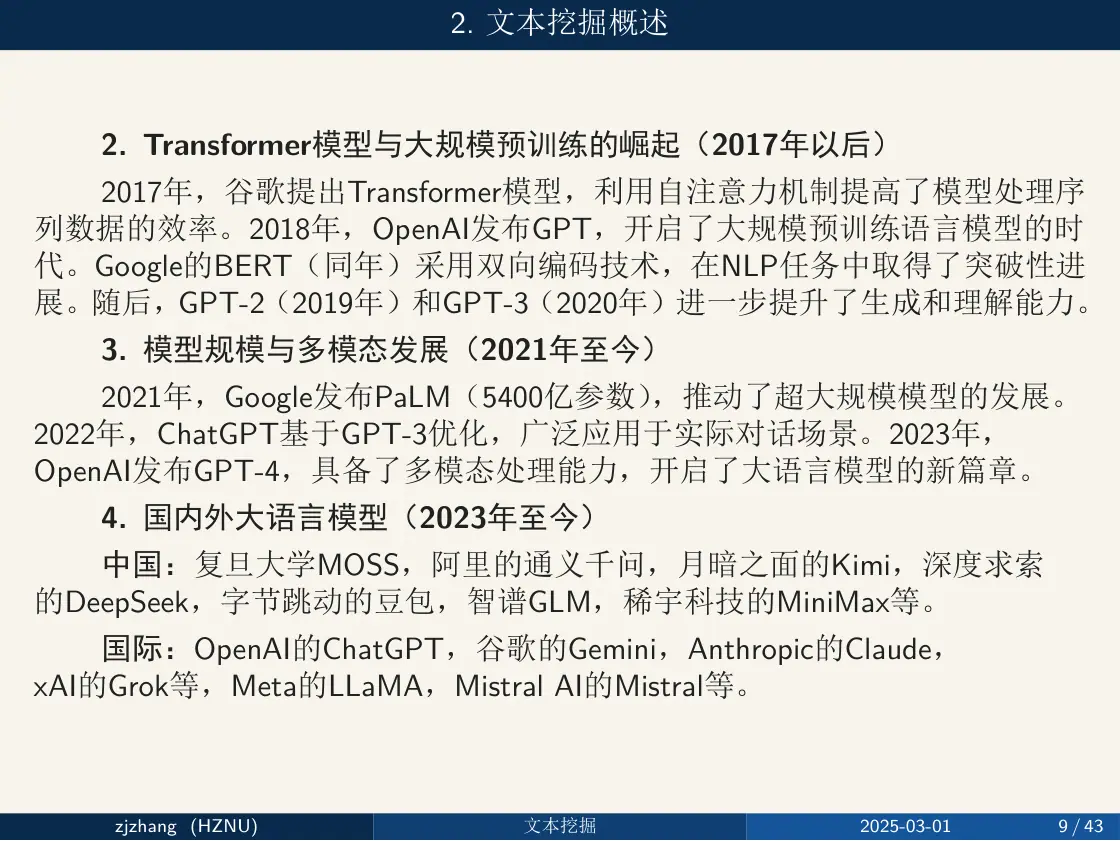 2. 文本挖掘概述
2. Transformer模型与大规模预训练的崛起（2017年以后）
2017年，谷歌提出Transformer模型，利用自注意力机制提高了模型处理序
列数据的效率。2018年，OpenAI发布GPT，开启了大规模预训练语言模型的时
代。Google的BERT（同年）采用双向编码技术，在NLP任务中取得了突破性进
展。随后，GPT-2（2019年）和GPT-3（2020年）进一步提升了生成和理解能力。
3. 模型规模与多模态发展（2021年至今）
2021年，Google发布PaLM（5400亿参数），推动了超大规模模型的发展。
2022年，ChatGPT基于GPT-3优化，广泛应用于实际对话场景。2023年，
OpenAI发布GPT-4，具备了多模态处理能力，开启了大语言模型的新篇章。
4. 国内外大语言模型（2023年至今）
中国：复旦大学MOSS，阿里的通义千问，月暗之面的Kimi，深度求索
的DeepSeek，字节跳动的豆包，智谱GLM，稀宇科技的MiniMax等。
国际：OpenAI的ChatGPT，谷歌的Gemini，Anthropic的Claude，
xAI的Grok等，Meta的LLaMA，Mistral AI的Mistral等。
zjzhang (HZNU) 文本挖掘 2025-03-01 9 / 43